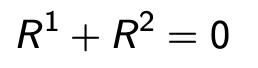 R¹ + R² = 0